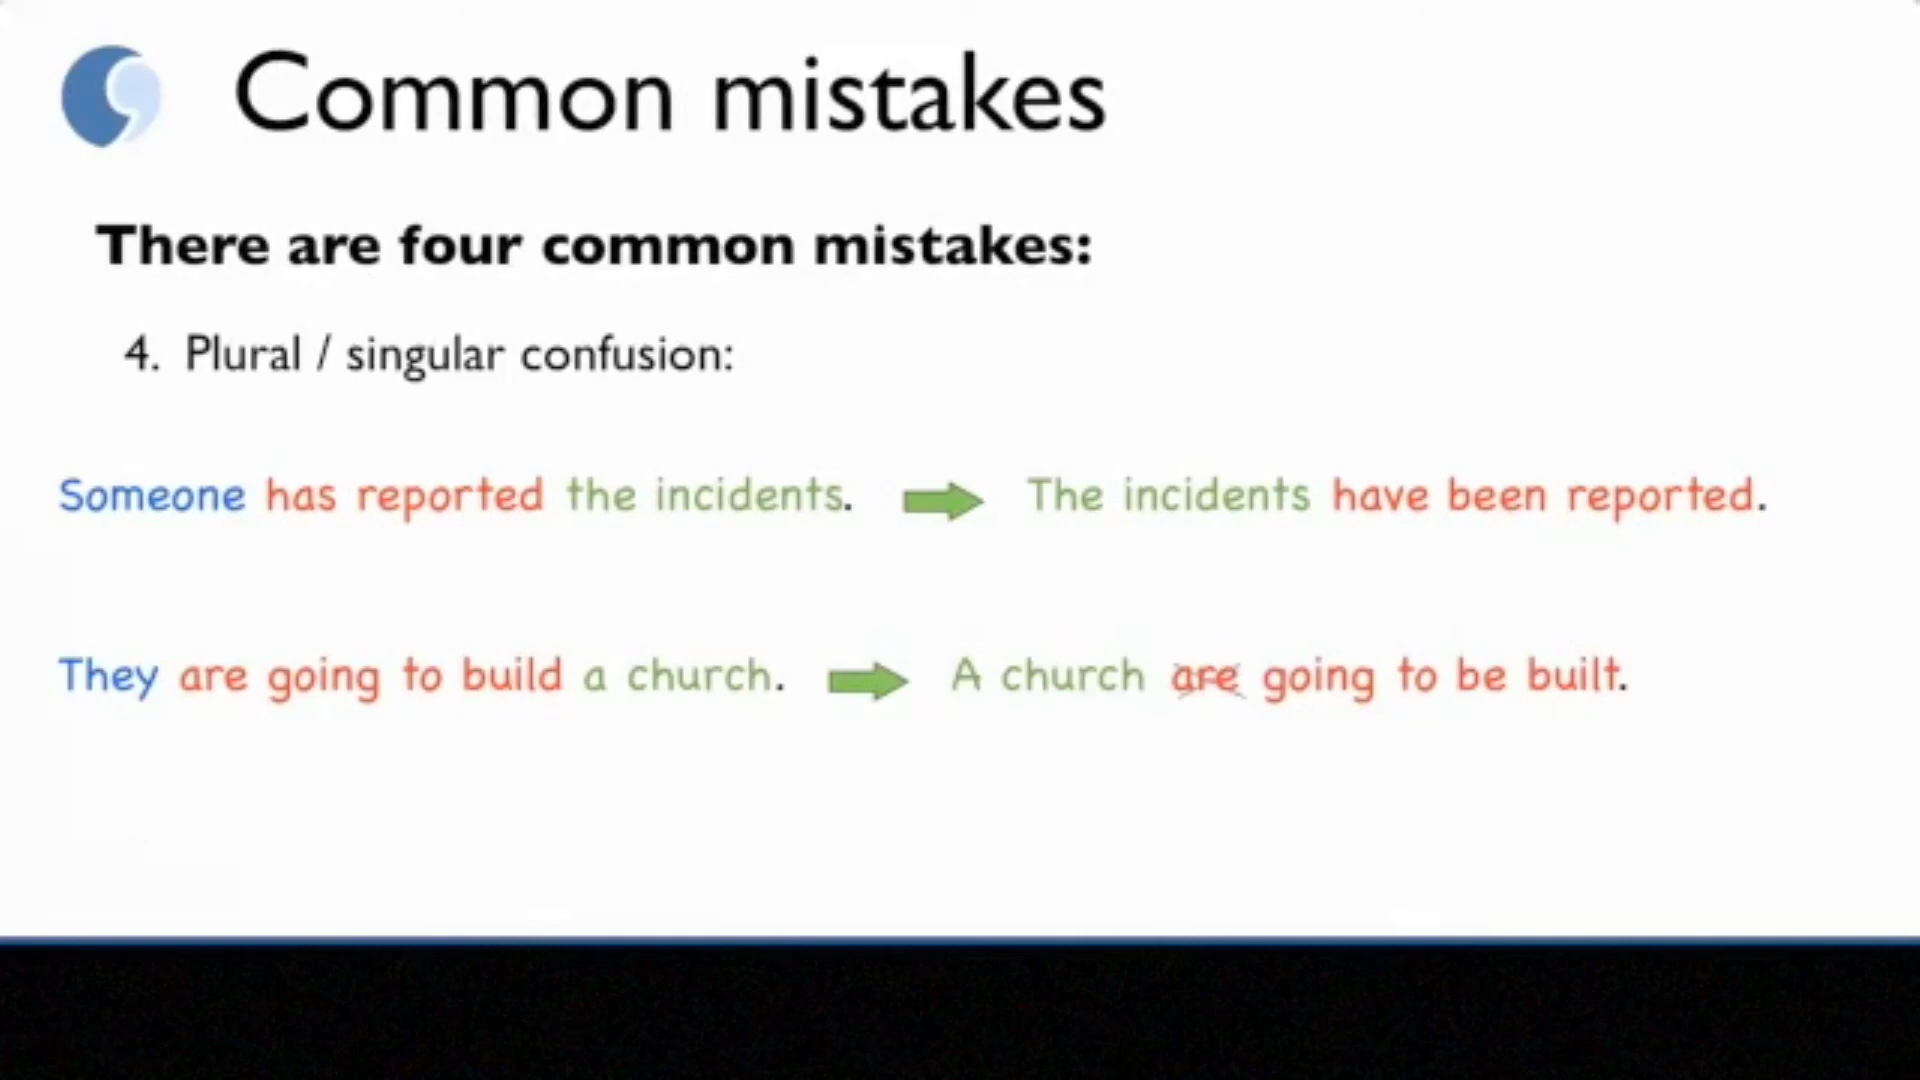 Common mistakes
There are four common mistakes:
4. Plural / singular confusion:
Someone has reported the incidents. The incidents have been reported.
They are going to build a church. A church are going to be built.